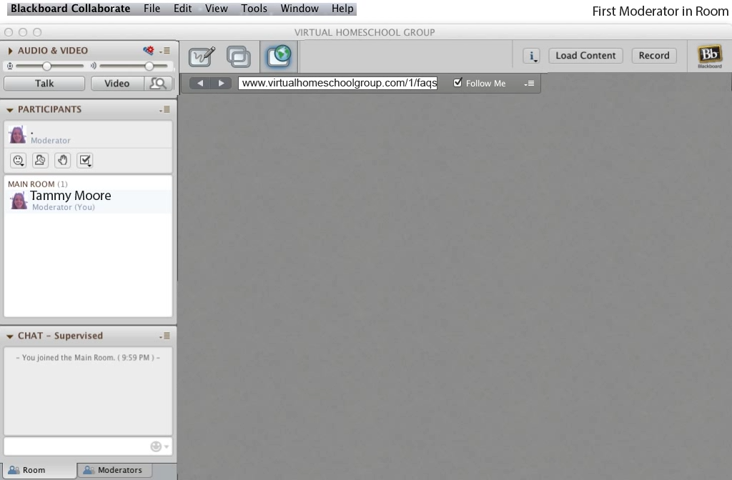 Blackboard Collaborate File Edit View Tools Window Help
First Moderator in Room
VIRTUAL HOMESCHOOL GROUP
AUDIO & VIDEO
Talk Video
i Load Content Record
Bb
Blackboard
www.virtualhomeschoolgroup.com/1/faqs Follow Me
PARTICIPANTS
.
Moderator
MAIN ROOM (1)
Tammy Moore
Moderator (You)
CHAT – Supervised
– You joined the Main Room. ( 9:59 PM ) –
Room Moderators